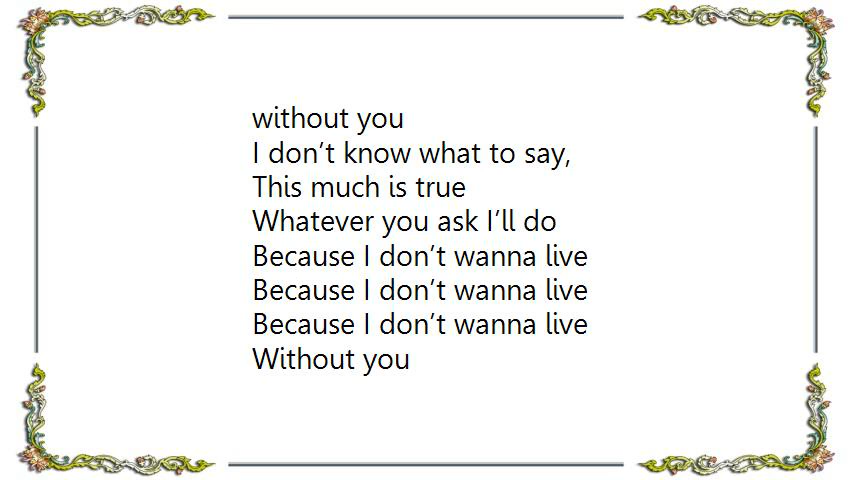 without you
I don’t know what to say,
This much is true
Whatever you ask I’ll do
Because I don’t wanna live
Because I don’t wanna live
Because I don’t wanna live
Without you